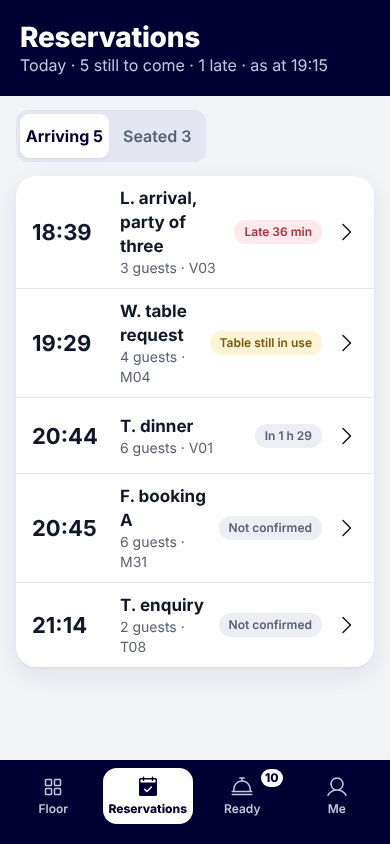 Reservations
Today · 5 still to come · 1 late · as at 19:15
Arriving 5
Seated 3
18:39
L. arrival,
party of
three
3 guests · V03
Late 36 min
19:29
W. table
request
4 guests ·
M04
Table still in use
20:44
T. dinner
6 guests · V01
In 1 h 29
20:45
F. booking
A
6 guests ·
M31
Not confirmed
21:14
T. enquiry
2 guests ·
T08
Not confirmed
Floor
Reservations
10
Ready
Me